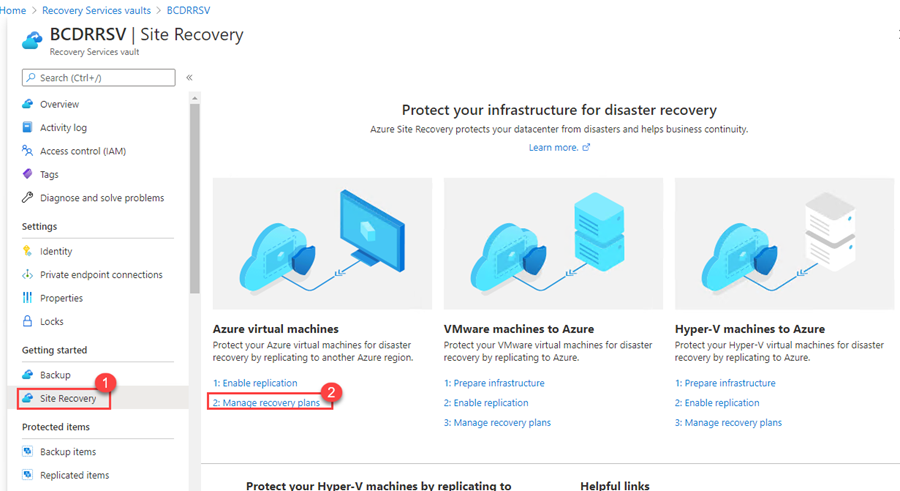 Home > Recovery Services vaults > BCDRRSV
BCDRRSV | Site Recovery
Recovery Services vault
Search (Ctrl+/)
«
Overview
Activity log
Access control (IAM)
Tags
Diagnose and solve problems
Settings
Identity
Private endpoint connections
Properties
Locks
Getting started
Backup
1
Site Recovery
Protected items
Backup items
Replicated items
Protect your infrastructure for disaster recovery
Azure Site Recovery protects your datacenter from disasters and helps business continuity.
Learn more.
Azure virtual machines
Protect your Azure virtual machines for disaster
recovery by replicating to another Azure region.
1: Enable replication
2
2: Manage recovery plans
VMware machines to Azure
Protect your VMware virtual machines for disaster
recovery by replicating to Azure.
1: Prepare infrastructure
2: Enable replication
3: Manage recovery plans
Hyper-V machines to Azure
Protect your Hyper-V virtual machines for disaster
recovery by replicating to Azure.
1: Prepare infrastructure
2: Enable replication
3: Manage recovery plans
Protect your Hyper-V machines by replicating to
Helpful links